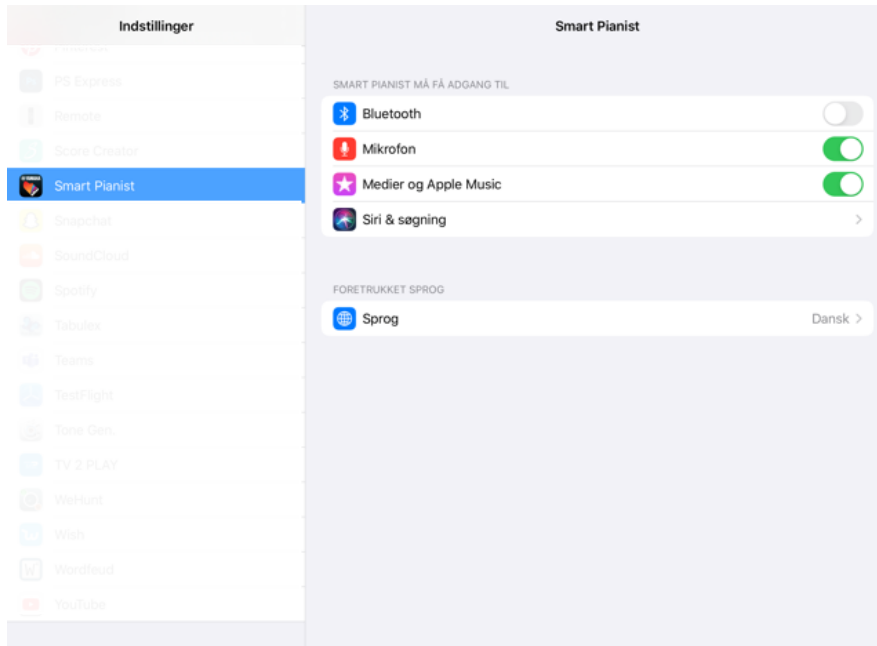 Indstillinger
PS Express
Remote
Score Creator
Smart Pianist
Snapchat
SoundCloud
Spotify
Tabulex
Teams
TestFlight
Tone Gen.
TV 2 PLAY
WeHunt
Wish
Wordfeud
YouTube
Smart Pianist
SMART PIANIST MÅ FÅ ADGANG TIL
Bluetooth
Mikrofon
Medier og Apple Music
Siri & søgning
FORETRUKKET SPROG
Sprog Dansk